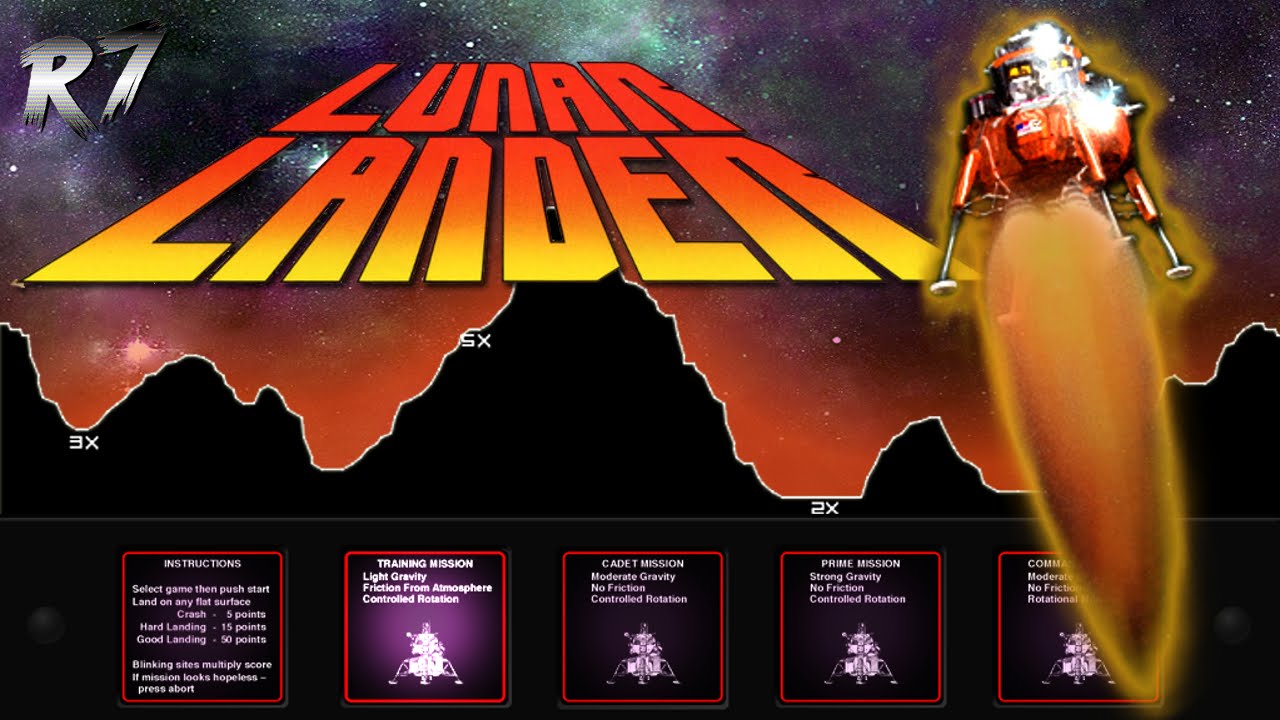 R7
LUNAR
LANDER
5X
3X
2X
INSTRUCTIONS
Select game then push start
Land on any flat surface
Crash - 5 points
Hard Landing - 15 points
Good Landing - 50 points
Blinking sites multiply score
If mission looks hopeless –
press abort
TRAINING MISSION
Light Gravity
Friction From Atmosphere
Controlled Rotation
CADET MISSION
Moderate Gravity
No Friction
Controlled Rotation
PRIME MISSION
Strong Gravity
No Friction
Controlled Rotation
Moderate
No Friction
Rotational